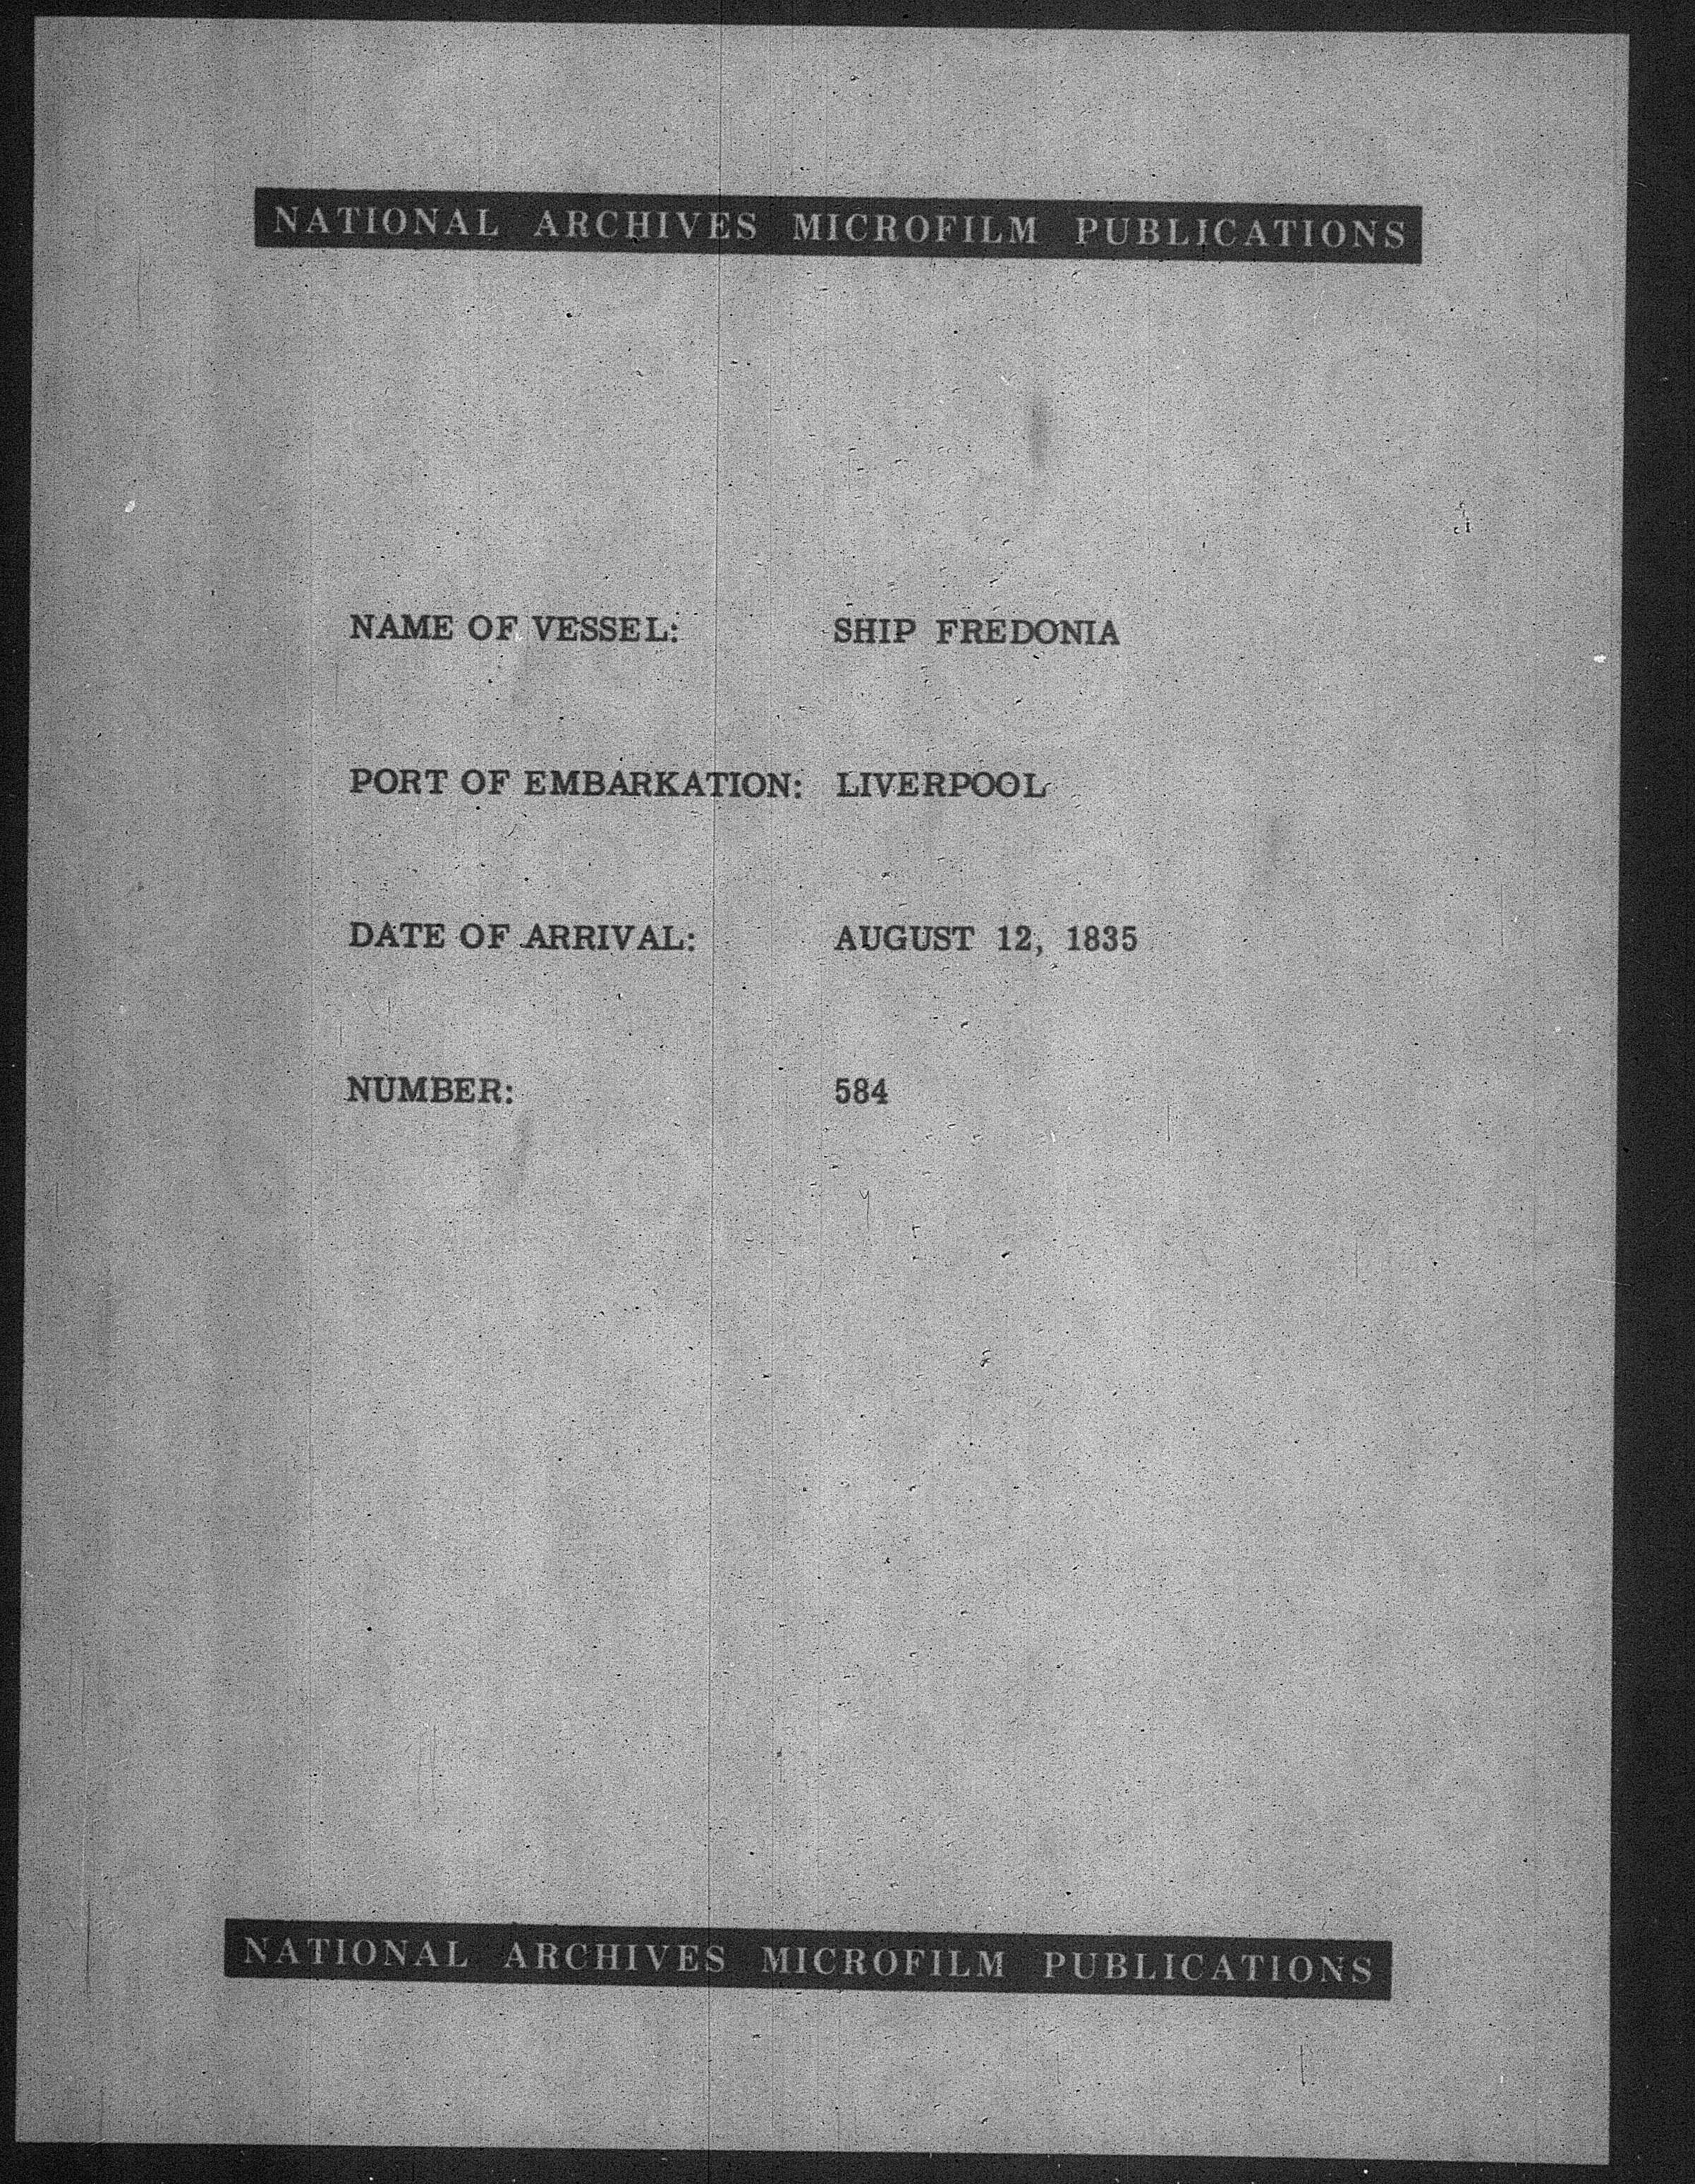 NATIONAL ARCHIVES MICROFILM PUBLICATIONS
NAME OF VESSEL: SHIP FREDONIA
PORT OF EMBARKATION: LIVERPOOL
DATE OF ARRIVAL: AUGUST 12, 1835
NUMBER: 584
NATIONAL ARCHIVES MICROFILM PUBLICATIONS